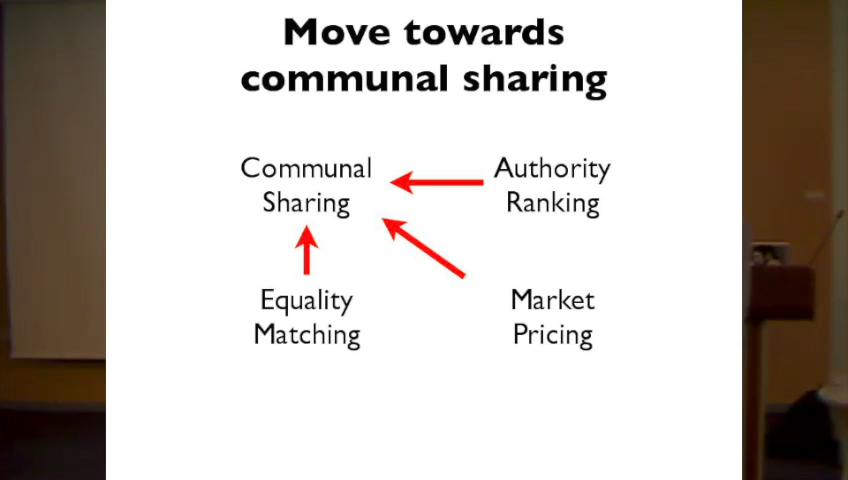 Move towards
communal sharing
Communal
Sharing
Authority
Ranking
Equality
Matching
Market
Pricing